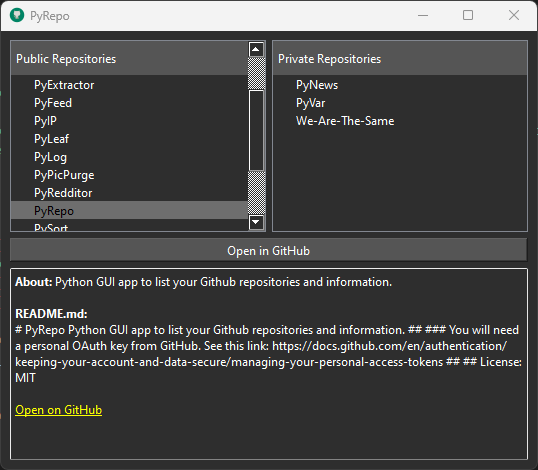 PyRepo
Public Repositories
PyExtractor
PyFeed
PyIP
PyLeaf
PyLog
PyPicPurge
PyRedditor
PyRepo
PySort
Private Repositories
PyNews
PyVar
We-Are-The-Same
Open in GitHub
About: Python GUI app to list your Github repositories and information.
README.md:
# PyRepo Python GUI app to list your Github repositories and information. ## ### You will need
a personal OAuth key from GitHub. See this link: https://docs.github.com/en/authentication/
keeping-your-account-and-data-secure/managing-your-personal-access-tokens ## ## License:
MIT
Open on GitHub